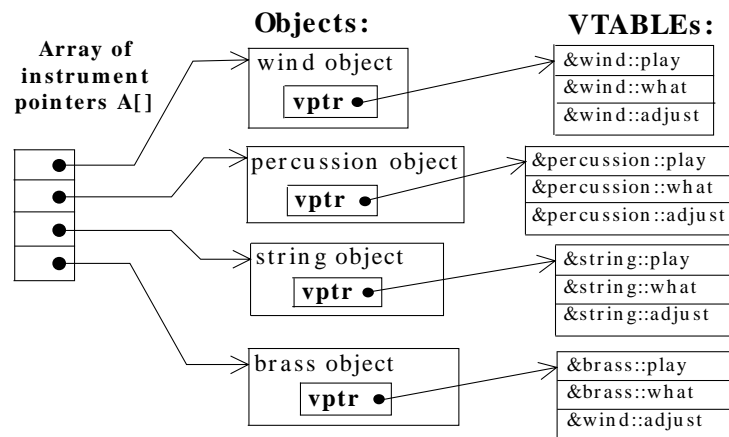 Objects:
VTABLEs:
Array of
instrument
pointers A[]
wind object
vptr
&wind::play
&wind::what
&wind::adjust
percussion object
vptr
&percussion::play
&percussion::what
&percussion::adjust
string object
vptr
&string::play
&string::what
&string::adjust
brass object
vptr
&brass::play
&brass::what
&wind::adjust